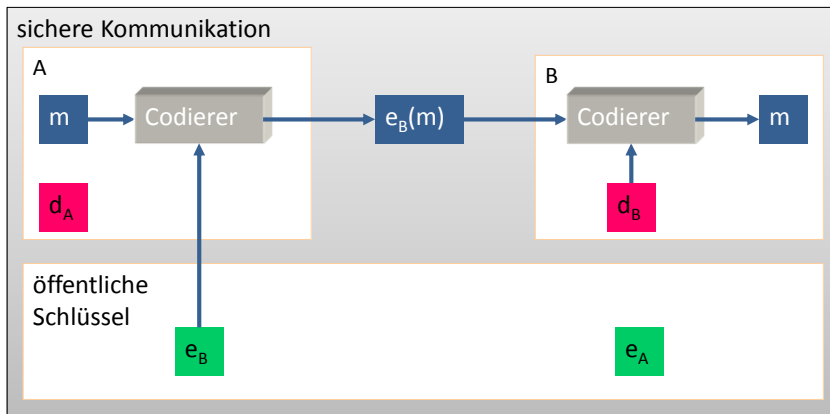 sichere Kommunikation
A
m
Codierer
e_B(m)
B
Codierer
m
d_A
d_B
öffentliche
Schlüssel
e_B
e_A